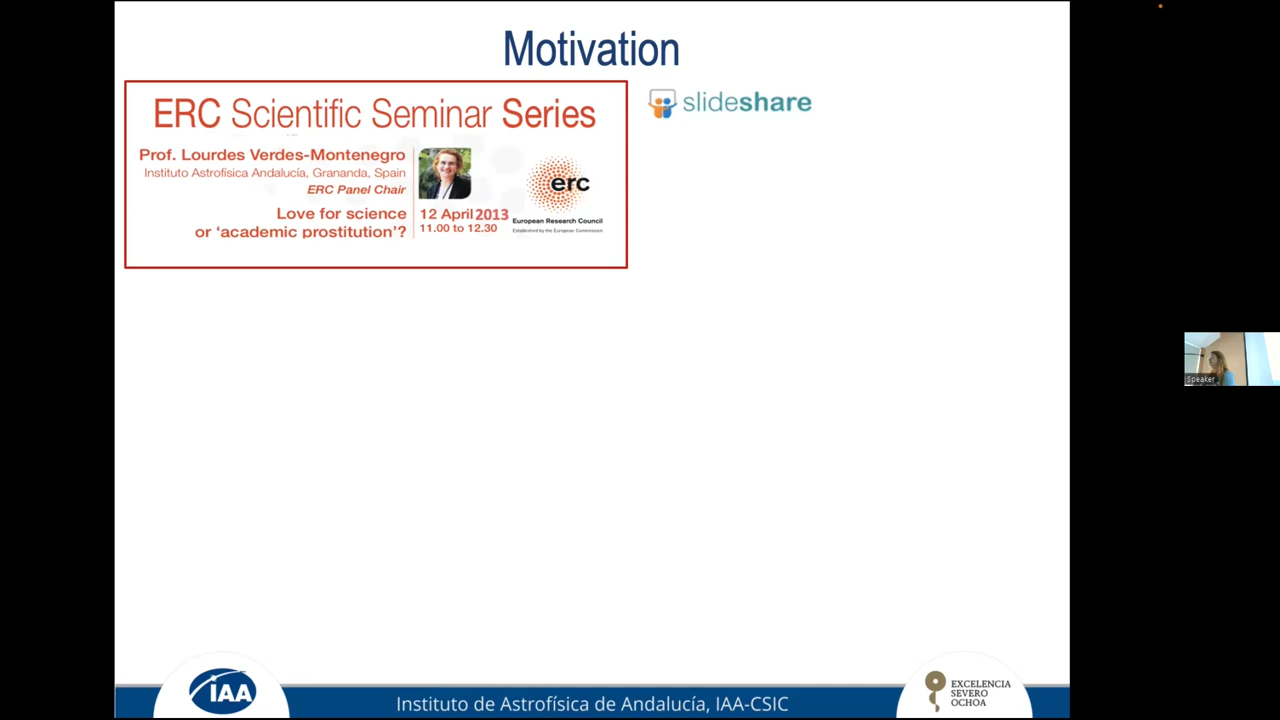 Motivation
ERC Scientific Seminar Series
Prof. Lourdes Verdes-Montenegro
Instituto Astrofísica Andalucía, Grananda, Spain
ERC Panel Chair
Love for science
or ‘academic prostitution’?
12 April 2013
11.00 to 12.30
erc
European Research Council
Established by the European Commission
slideshare
Speaker
IAA
Instituto de Astrofísica de Andalucía, IAA-CSIC
EXCELENCIA
SEVERO
OCHOA